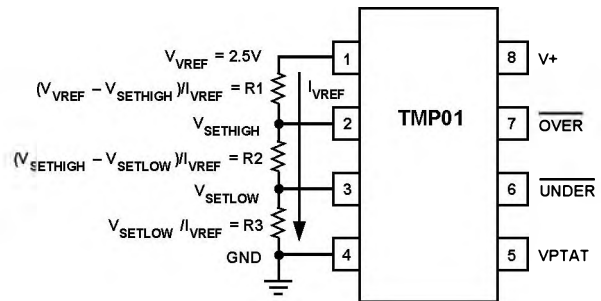 V_VREF = 2.5V
1
8
V+
(V_VREF – V_SETHIGH)/I_VREF = R1
I_VREF
TMP01
V_SETHIGH
2
7
OVER
(V_SETHIGH – V_SETLOW)/I_VREF = R2
V_SETLOW
3
6
UNDER
V_SETLOW /I_VREF = R3
GND
4
5
VPTAT